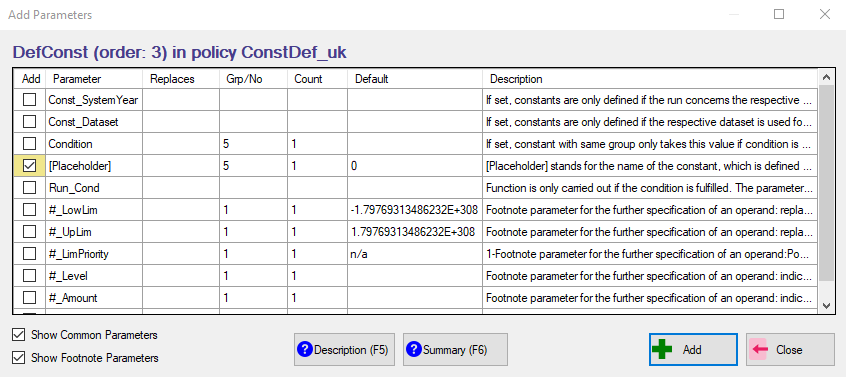 Add Parameters
DefConst (order: 3) in policy ConstDef_uk
Add Parameter Replaces Grp/No Count Default Description
Const_SystemYear If set, constants are only defined if the run concerns the respective ...
Const_Dataset If set, constants are only defined if the respective dataset is used fo...
Condition 5 1 If set, constant with same group only takes this value if condition is ...
[Placeholder] 5 1 0 [Placeholder] stands for the name of the constant, which is defined ...
Run_Cond Function is only carried out if the condition is fulfilled. The parameter...
#_LowLim 1 1 -1.79769313486232E+308 Footnote parameter for the further specification of an operand: repla...
#_UpLim 1 1 1.79769313486232E+308 Footnote parameter for the further specification of an operand: repla...
#_LimPriority 1 1 n/a 1-Footnote parameter for the further specification of an operand:Po...
#_Level 1 1 Footnote parameter for the further specification of an operand: indic...
#_Amount 1 1 Footnote parameter for the further specification of an operand: indic...
Show Common Parameters
Show Footnote Parameters
? Description (F5) ? Summary (F6) Add Close